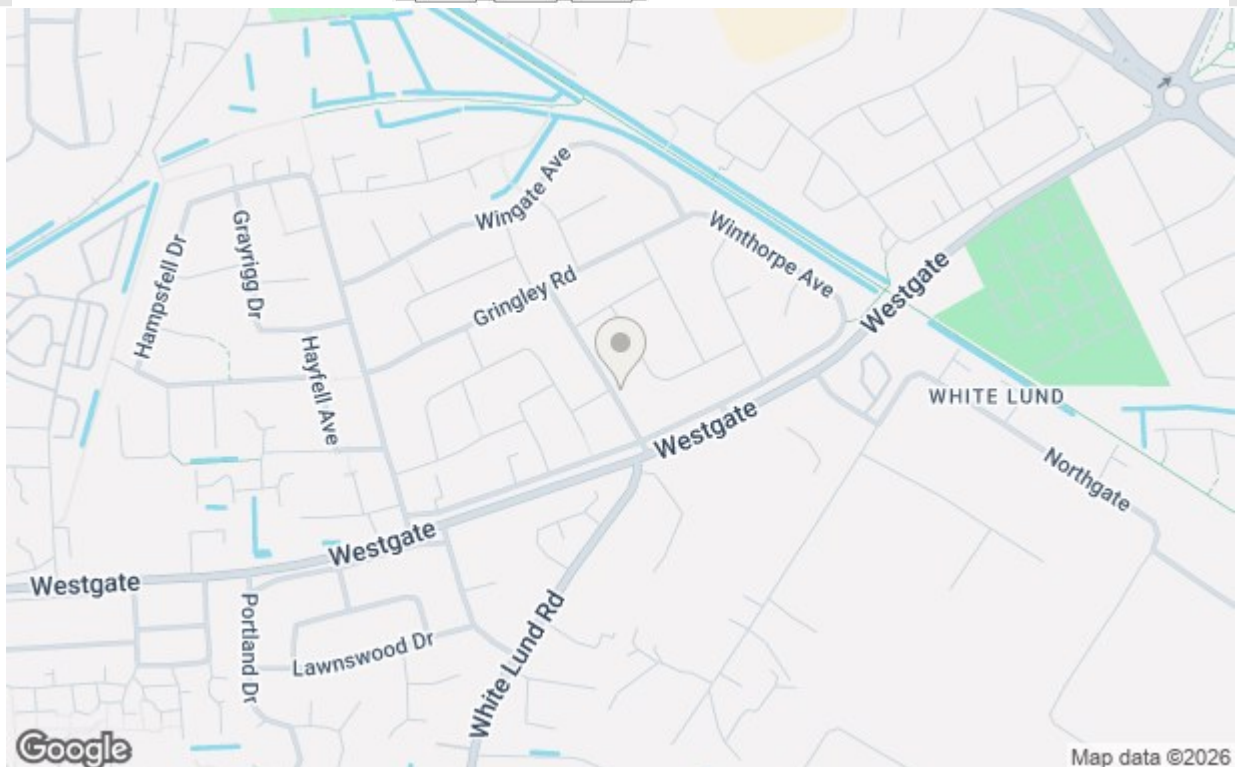 Wingate Ave
Winthorpe Ave
Hampsfell Dr
Grayrigg Dr
Gringley Rd
Westgate
Hayfell Ave
WHITE LUND
Westgate
Northgate
Westgate
Westgate
Portland Dr
Lawnswood Dr
White Lund Rd
Google
Map data ©2026